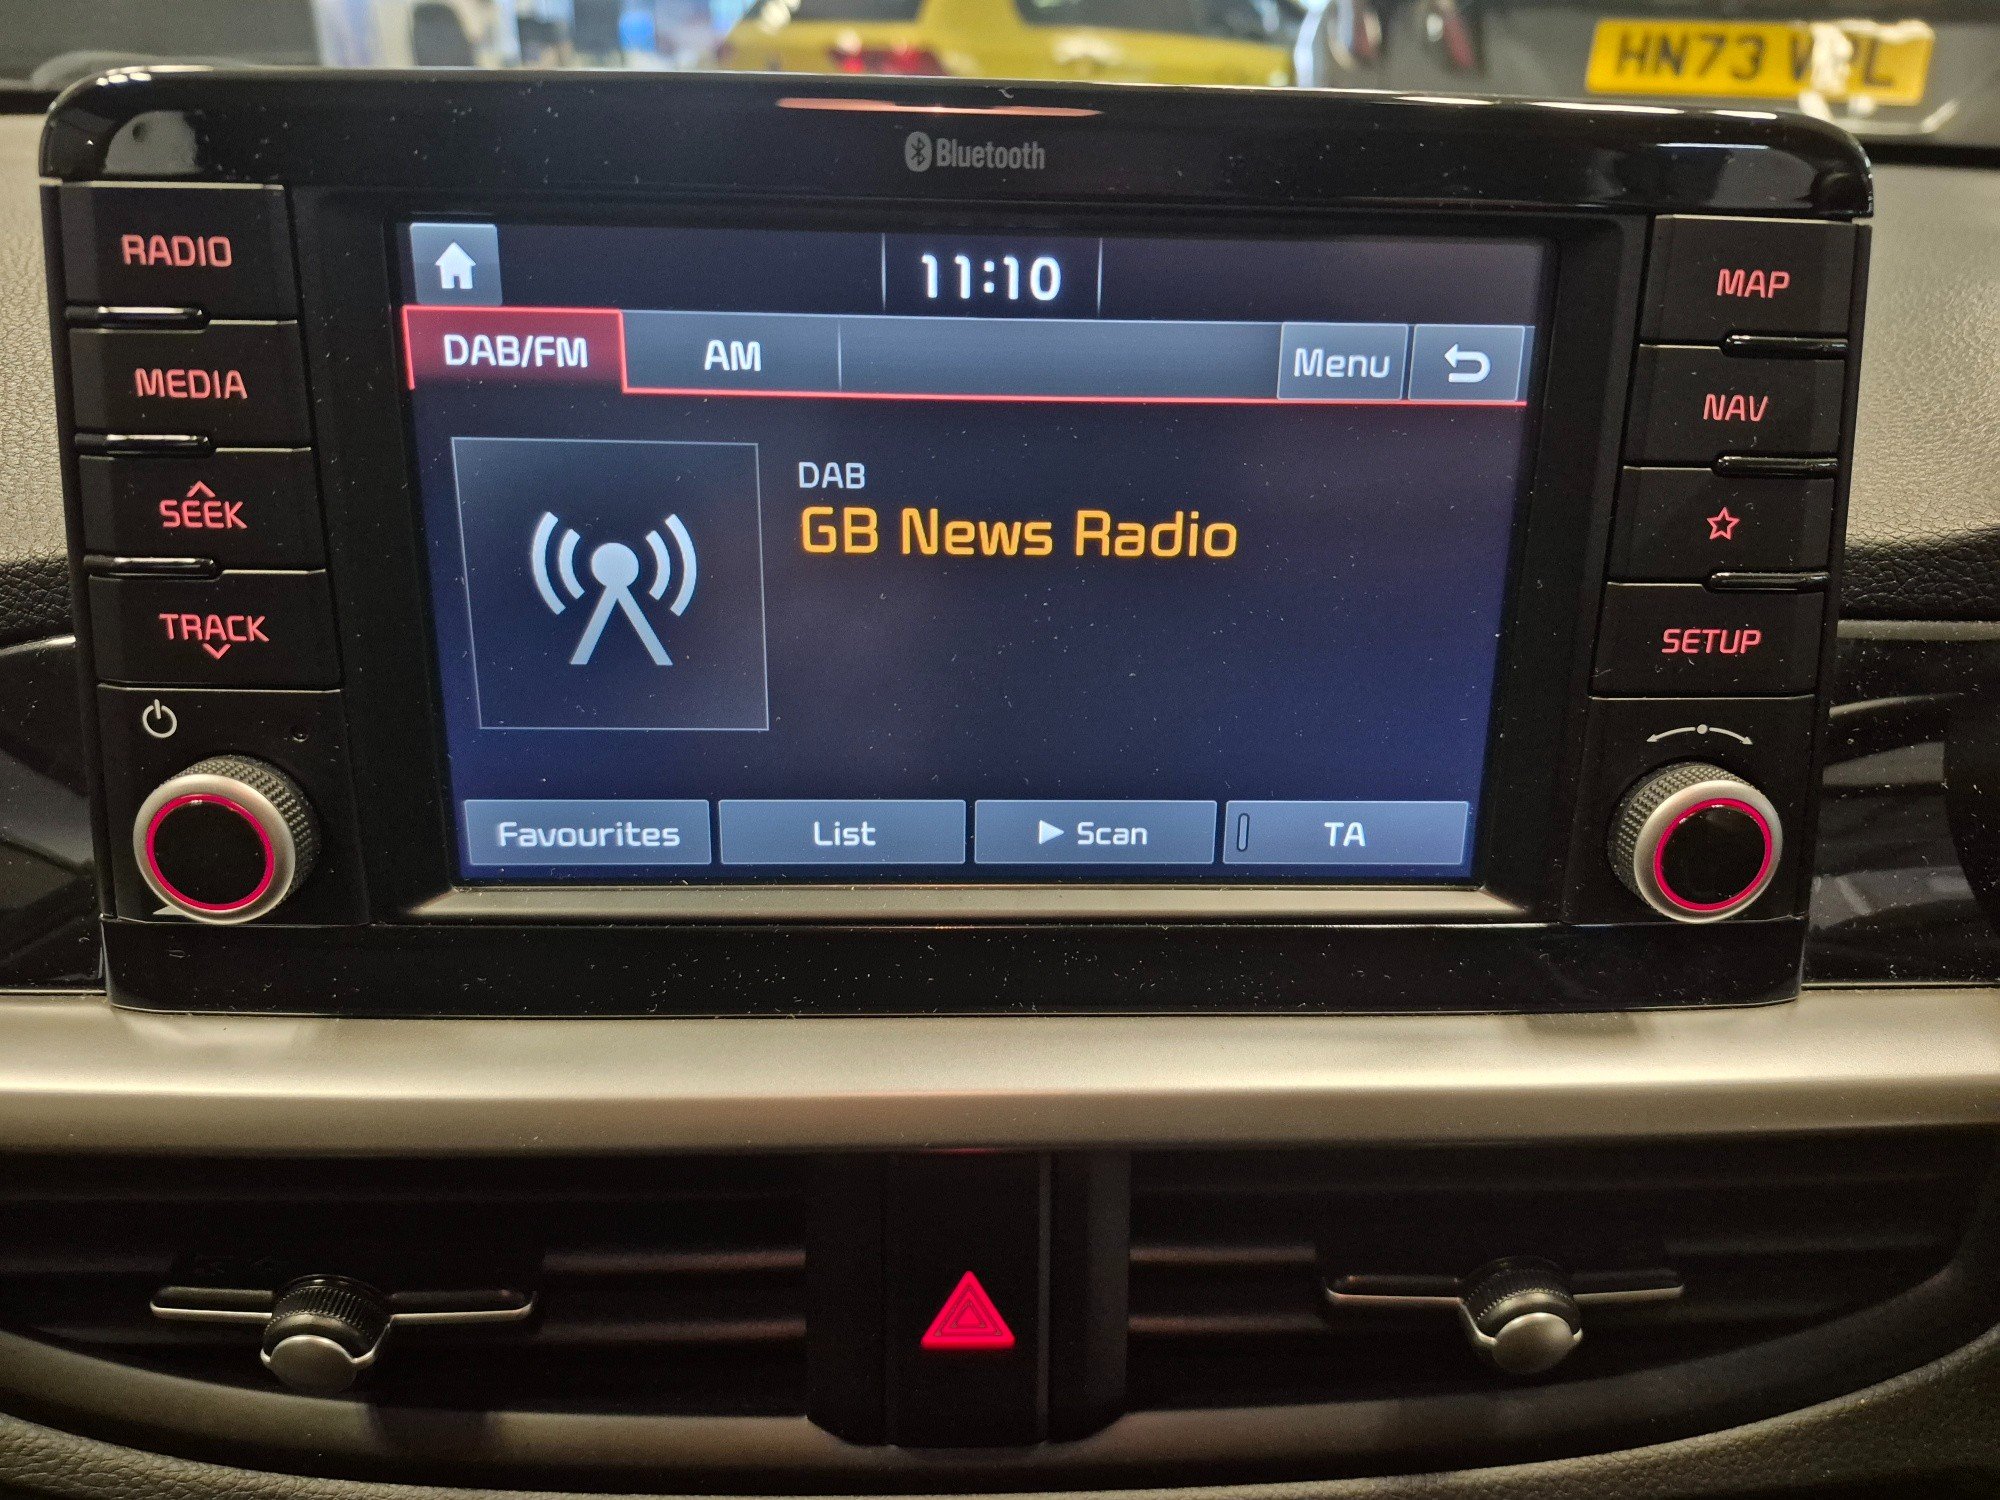 HN73
Bluetooth
RADIO
MEDIA
SEEK
TRACK
11:10
DAB/FM
AM
Menu
DAB
GB News Radio
Favourites
List
Scan
TA
MAP
NAV
SETUP